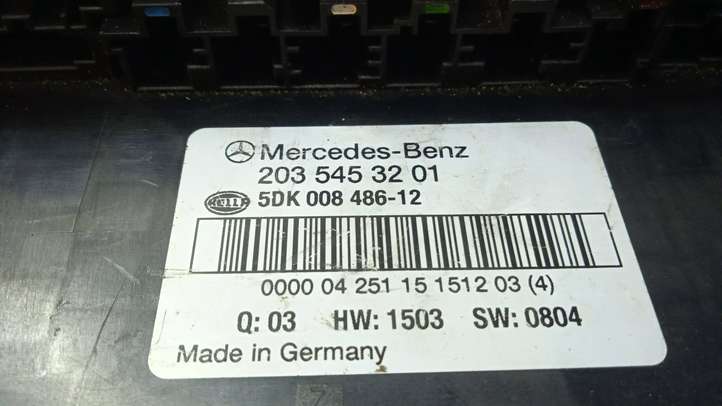 Mercedes-Benz
203 545 32 01
HELLA 5DK 008 486-12
0000 04 251 15 1512 03 (4)
Q: 03 HW: 1503 SW: 0804
Made in Germany